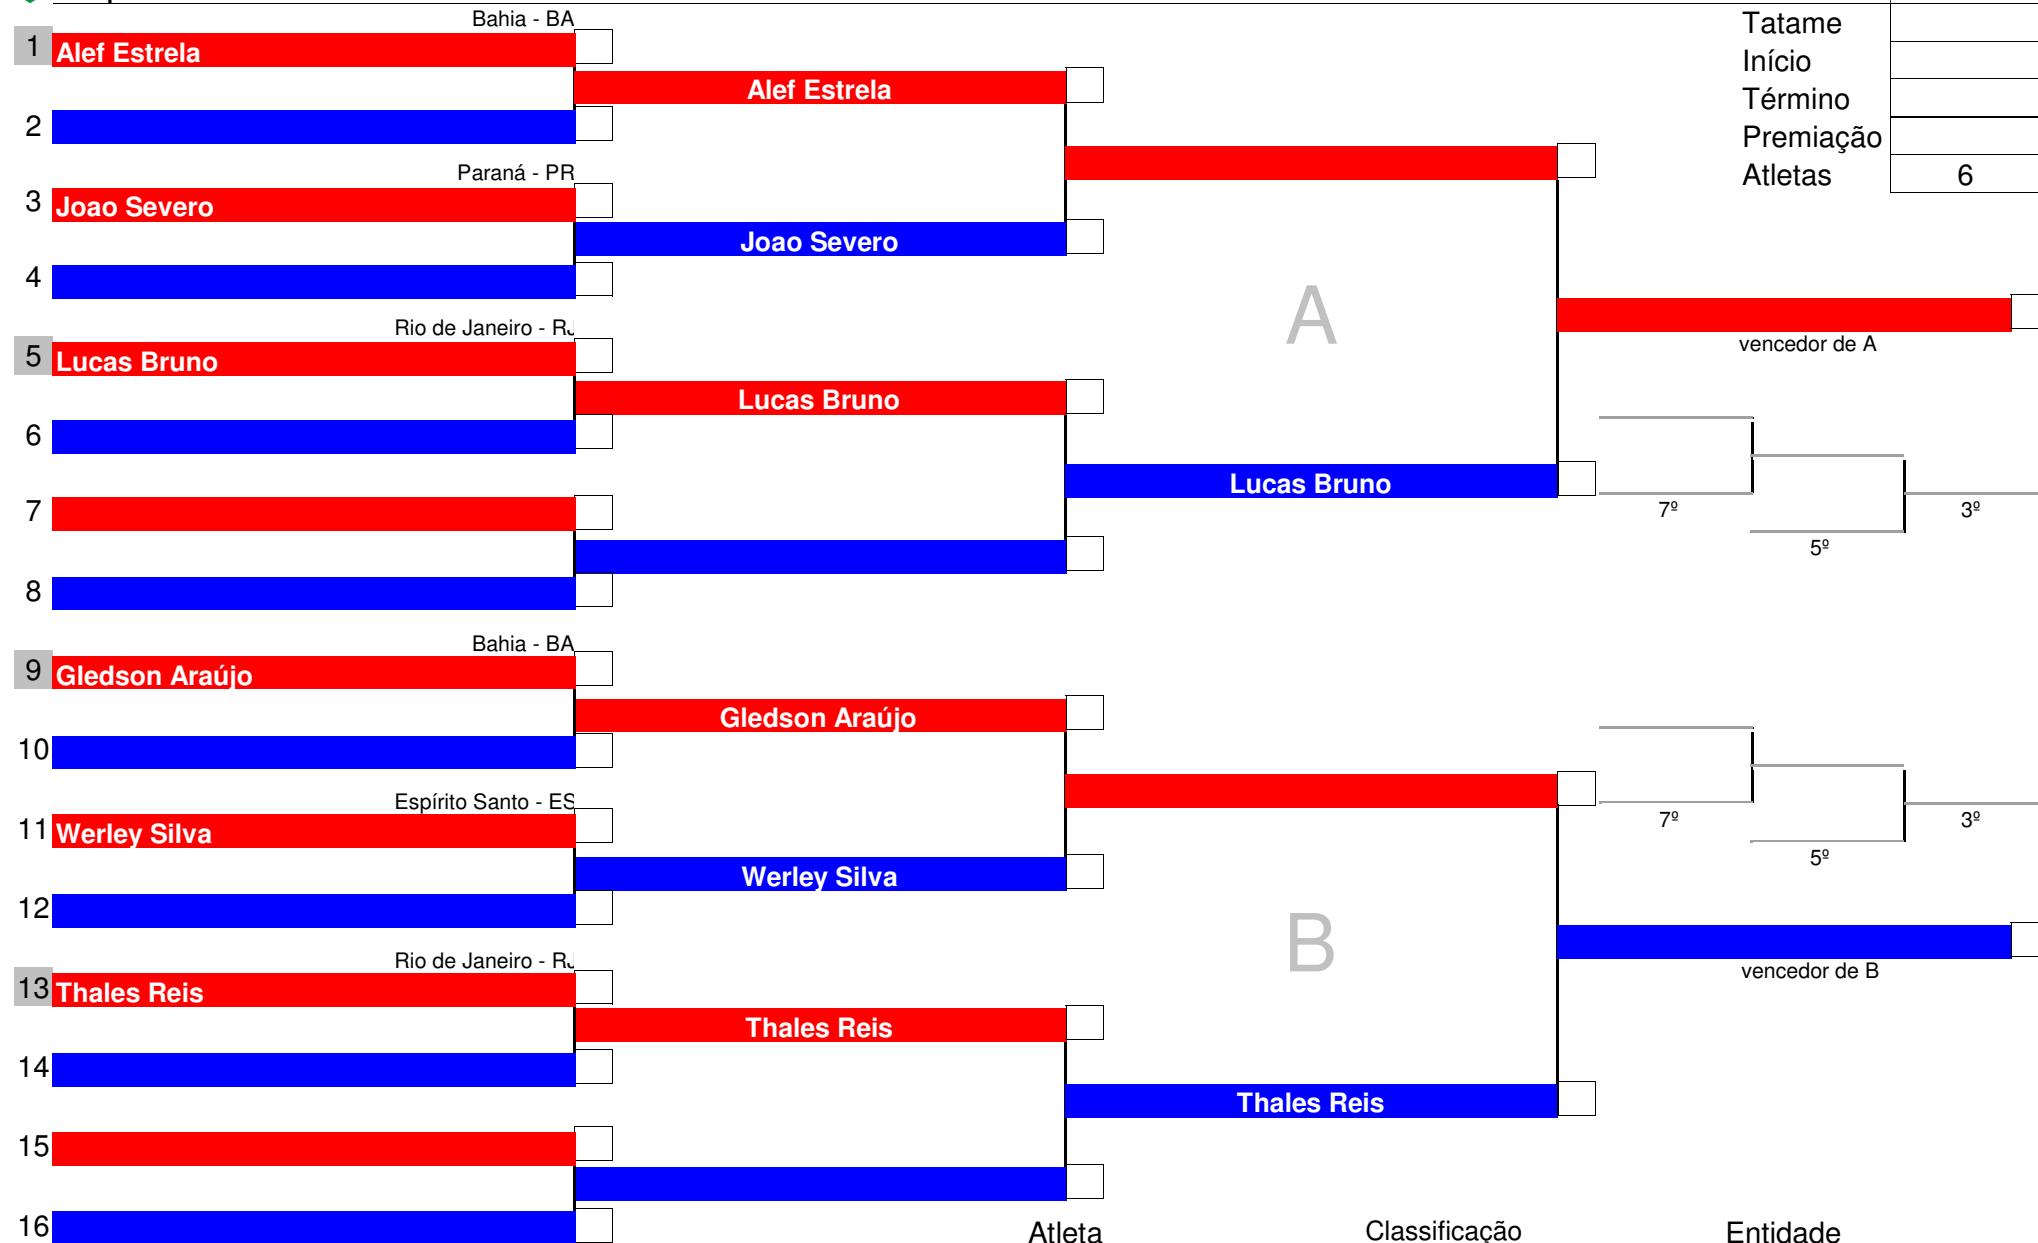 Bahia - BA
Tatame
1 Alef Estrela
Início
Alef Estrela
Término
2
Premiação
Paraná - PR
Atletas 6
3 Joao Severo
Joao Severo
4
A
Rio de Janeiro - RJ
vencedor de A
5 Lucas Bruno
Lucas Bruno
6
Lucas Bruno
7
7º 3º
5º
8
Bahia - BA
9 Gledson Araújo
Gledson Araújo
10
Espírito Santo - ES
7º 3º
11 Werley Silva
5º
Werley Silva
12
B
Rio de Janeiro - RJ
vencedor de B
13 Thales Reis
Thales Reis
14
Thales Reis
15
16
Atleta Classificação Entidade